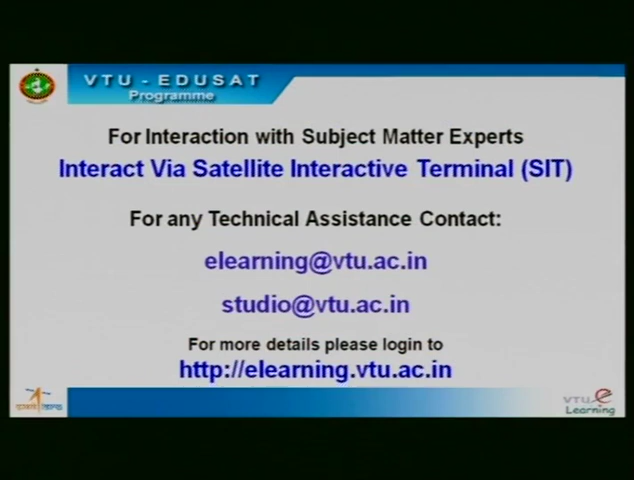 VTU - EDUSAT
Programme
For Interaction with Subject Matter Experts
Interact Via Satellite Interactive Terminal (SIT)
For any Technical Assistance Contact:
elearning@vtu.ac.in
studio@vtu.ac.in
For more details please login to
http://elearning.vtu.ac.in
इसरो isro
VTU e
Learning